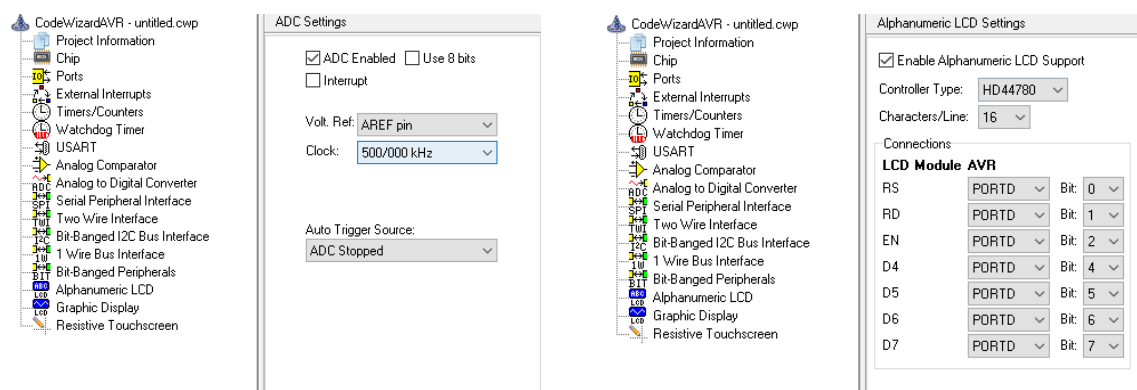 CodeWizardAVR - untitled.cwp
Project Information
Chip
Ports
External Interrupts
Timers/Counters
Watchdog Timer
USART
Analog Comparator
Analog to Digital Converter
Serial Peripheral Interface
Two Wire Interface
Bit-Banged I2C Bus Interface
1 Wire Bus Interface
Bit-Banged Peripherals
Alphanumeric LCD
Graphic Display
Resistive Touchscreen
ADC Settings
ADC Enabled Use 8 bits
Interrupt
Volt. Ref: AREF pin
Clock: 500/000 kHz
Auto Trigger Source:
ADC Stopped
CodeWizardAVR - untitled.cwp
Project Information
Chip
Ports
External Interrupts
Timers/Counters
Watchdog Timer
USART
Analog Comparator
Analog to Digital Converter
Serial Peripheral Interface
Two Wire Interface
Bit-Banged I2C Bus Interface
1 Wire Bus Interface
Bit-Banged Peripherals
Alphanumeric LCD
Graphic Display
Resistive Touchscreen
Alphanumeric LCD Settings
Enable Alphanumeric LCD Support
Controller Type: HD44780
Characters/Line: 16
Connections
LCD Module AVR
RS PORTD Bit: 0
RD PORTD Bit: 1
EN PORTD Bit: 2
D4 PORTD Bit: 4
D5 PORTD Bit: 5
D6 PORTD Bit: 6
D7 PORTD Bit: 7